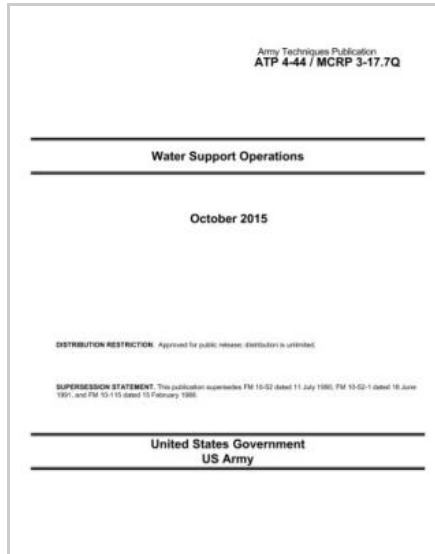 Army Techniques Publication
ATP 4-44 / MCRP 3-17.7Q
Water Support Operations
October 2015
DISTRIBUTION RESTRICTION. Approved for public release; distribution is unlimited.
SUPERSESSION STATEMENT. This publication supersedes FM 10-52 dated 11 July 1990, FM 10-52-1 dated 18 June
1991, and FM 10-115 dated 15 February 1989.
United States Government
US Army